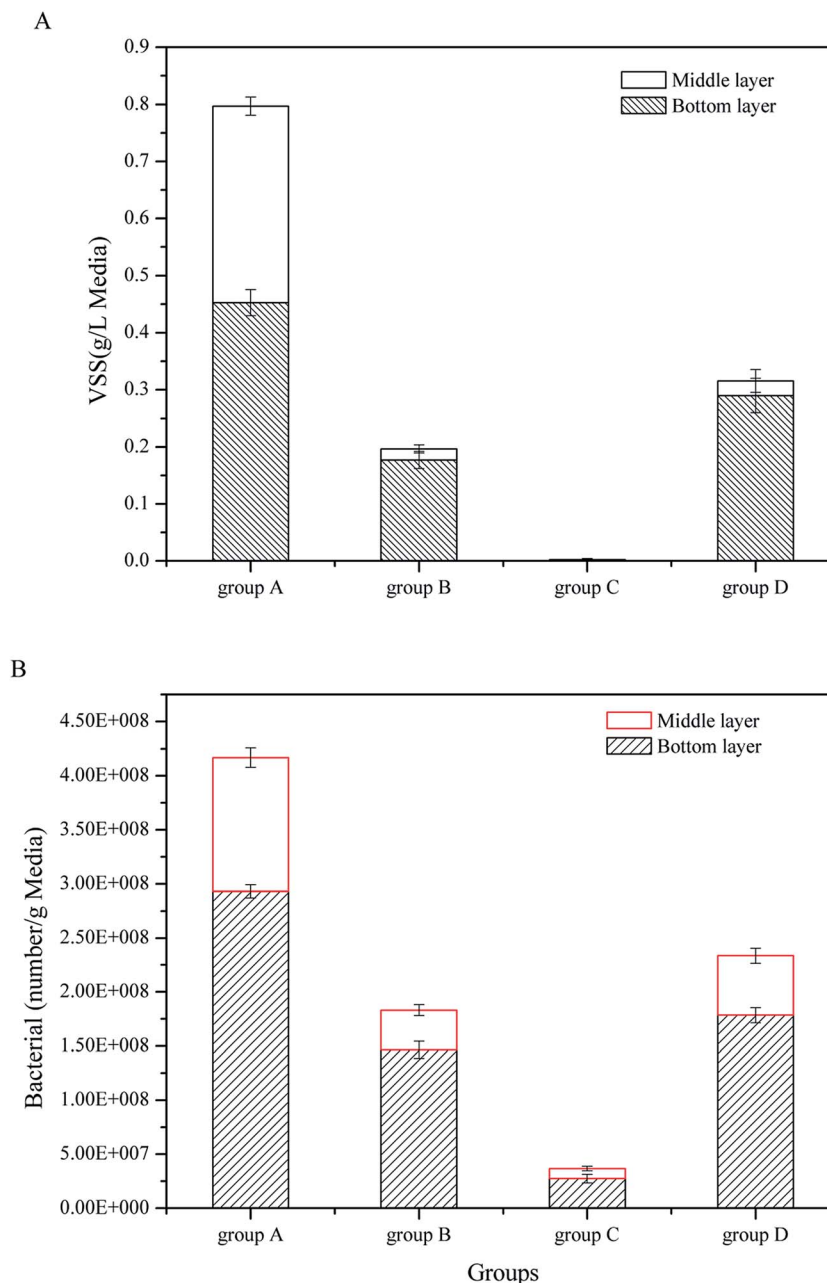 A
0.9
0.8
0.7
0.6
0.5
0.4
0.3
0.2
0.1
0.0
VSS(g/L Media)
Middle layer
Bottom layer
group A group B group C group D
B
4.50E+008
4.00E+008
3.50E+008
3.00E+008
2.50E+008
2.00E+008
1.50E+008
1.00E+008
5.00E+007
0.00E+000
Bacterial (number/g Media)
Middle layer
Bottom layer
group A group B group C group D
Groups